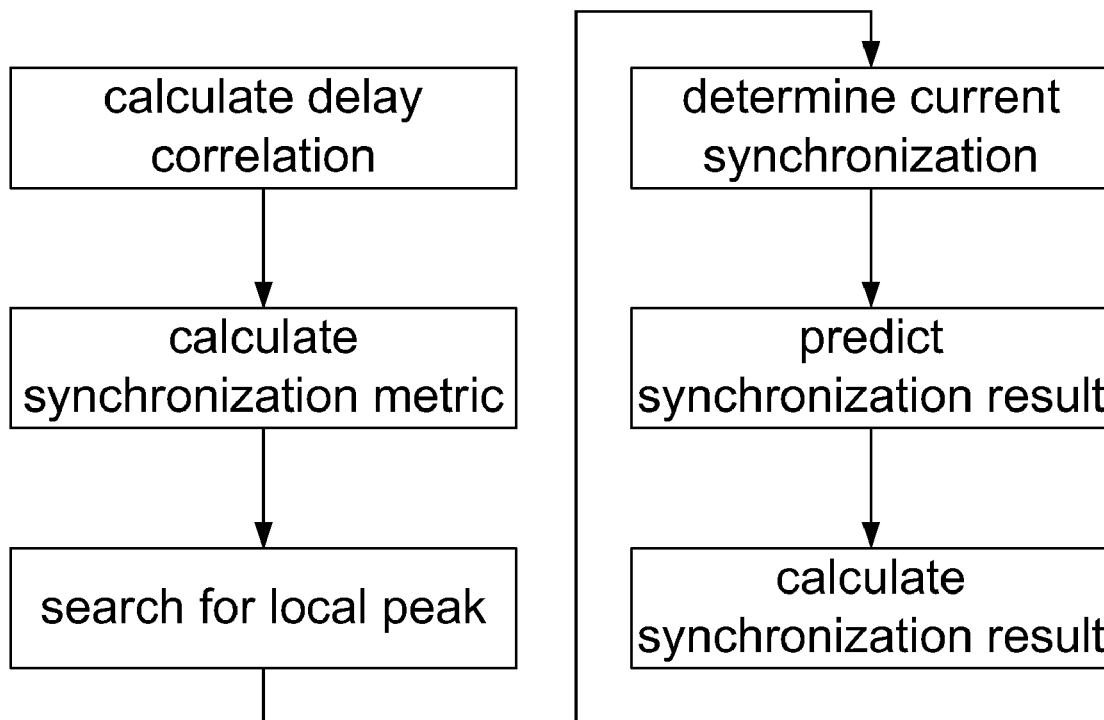 calculate delay
correlation
calculate
synchronization metric
search for local peak
determine current
synchronization
predict
synchronization result
calculate
synchronization result